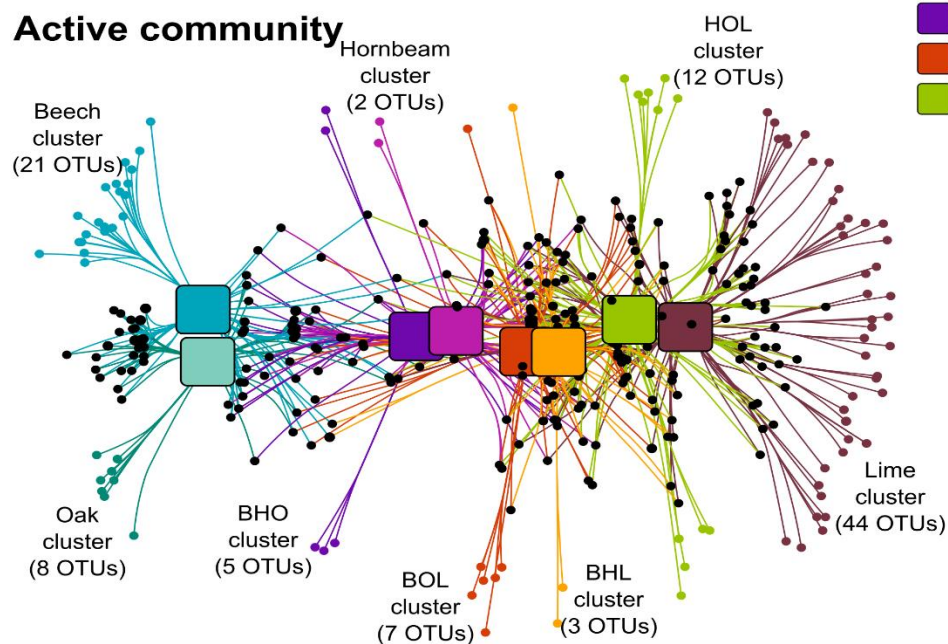 Active community
Hornbeam
cluster
(2 OTUs)
HOL
cluster
(12 OTUs)
Beech
cluster
(21 OTUs)
Oak
cluster
(8 OTUs)
BHO
cluster
(5 OTUs)
BOL
cluster
(7 OTUs)
BHL
cluster
(3 OTUs)
Lime
cluster
(44 OTUs)